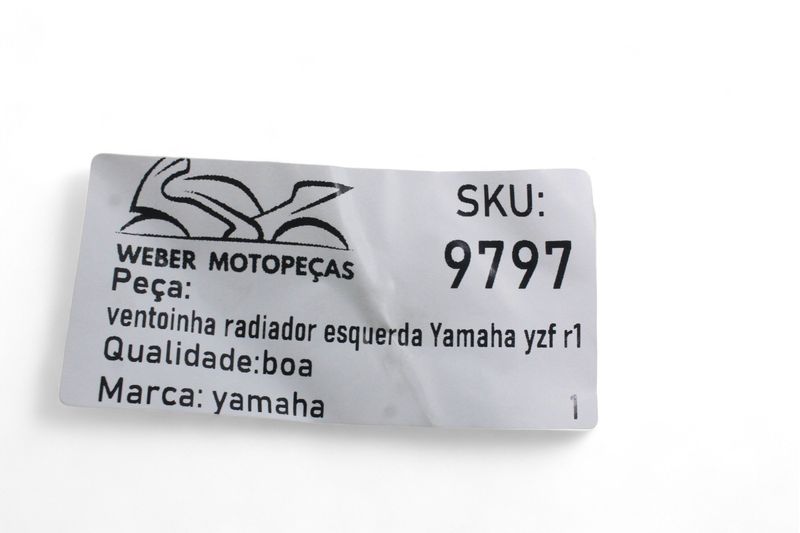 WEBER MOTOPEÇAS
SKU:
9797
Peça:
ventoinha radiador esquerda Yamaha yzf r1
Qualidade:boa
Marca: yamaha
1